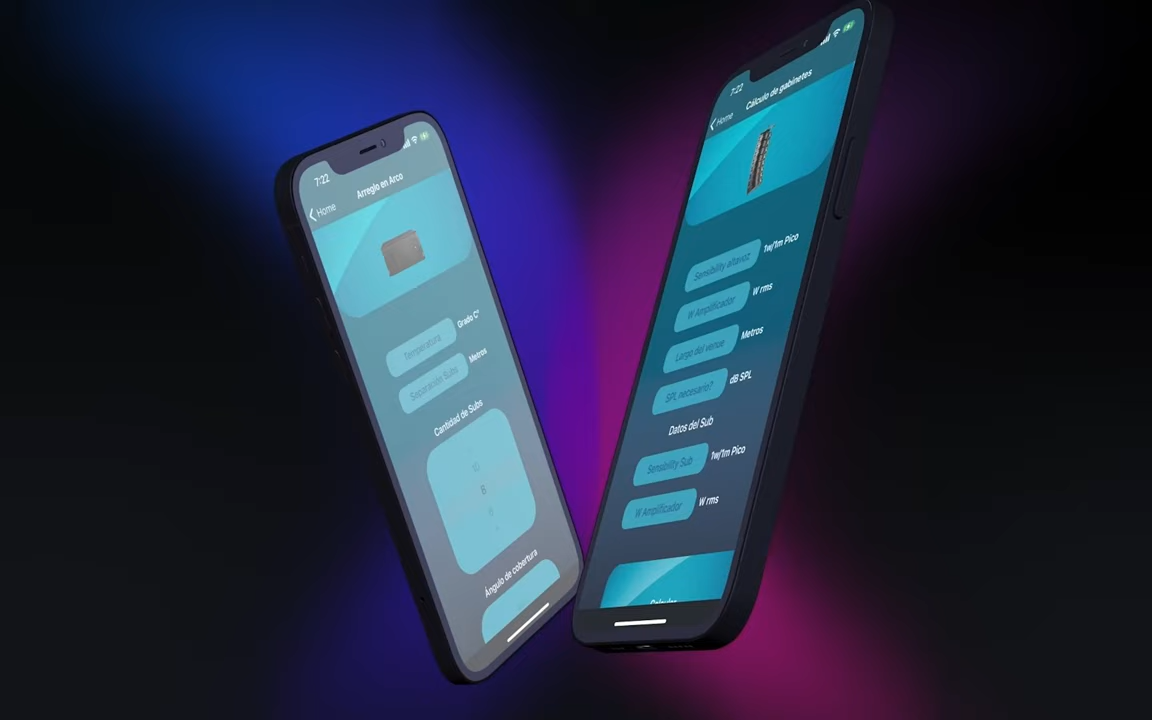 7:22
Home
Arreglo en Arco
Temperatura
Grado C°
Separación Subs
Metros
Cantidad de Subs
8
Ángulo de cobertura
7:22
Home
Cálculo de gabinetes
Sensibility altavoz
1w/1m Pico
W Amplificador
W rms
Largo del venue
Metros
SPL necesario?
dB SPL
Datos del Sub
Sensibility Sub
1w/1m Pico
W Amplificador
W rms
Calcular